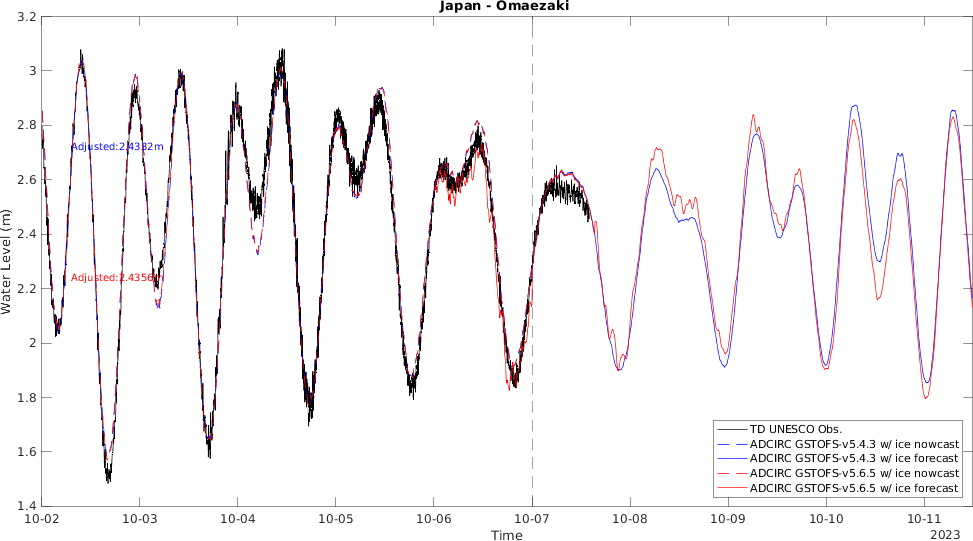 Japan - Omaezaki
Water Level (m)
3.2
3
2.8
2.6
2.4
2.2
2
1.8
1.6
1.4
Adjusted:2.4332m
Adjusted:2.4356m
TD UNESCO Obs.
ADCIRC GSTOFS-v5.4.3 w/ ice nowcast
ADCIRC GSTOFS-v5.4.3 w/ ice forecast
ADCIRC GSTOFS-v5.6.5 w/ ice nowcast
ADCIRC GSTOFS-v5.6.5 w/ ice forecast
10-02 10-03 10-04 10-05 10-06 10-07 10-08 10-09 10-10 10-11
Time
2023